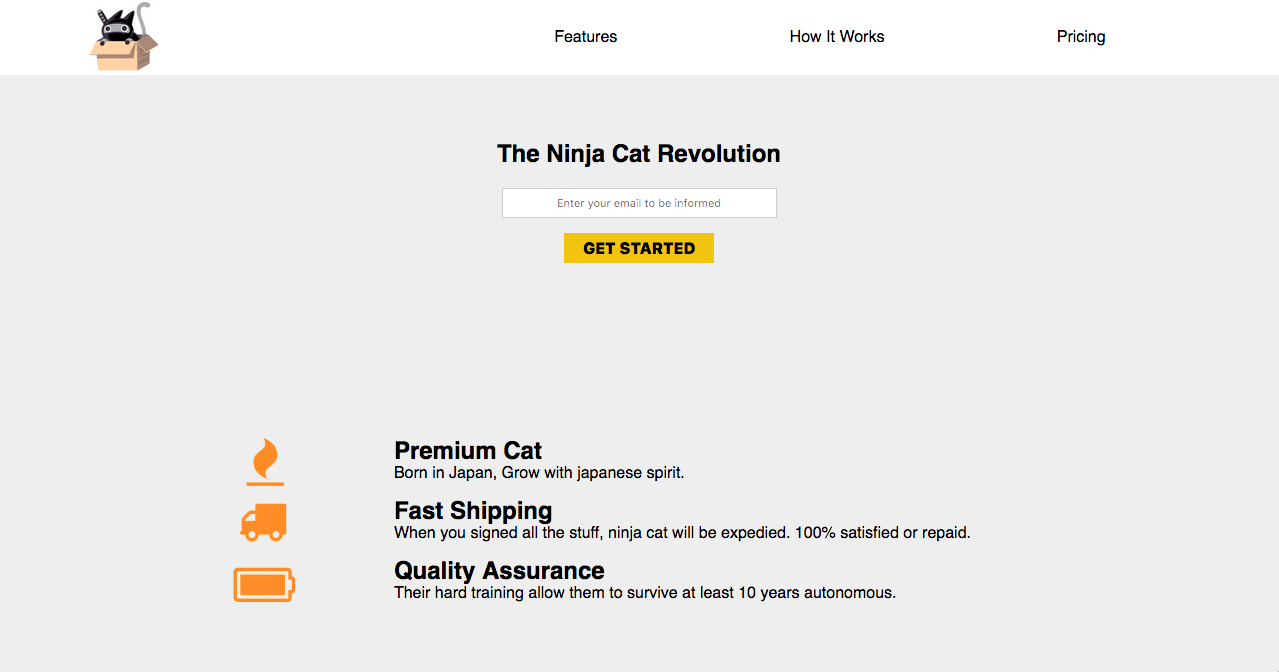 Features
How It Works
Pricing
The Ninja Cat Revolution
Enter your email to be informed
GET STARTED
Premium Cat
Born in Japan, Grow with japanese spirit.
Fast Shipping
When you signed all the stuff, ninja cat will be expedied. 100% satisfied or repaid.
Quality Assurance
Their hard training allow them to survive at least 10 years autonomous.